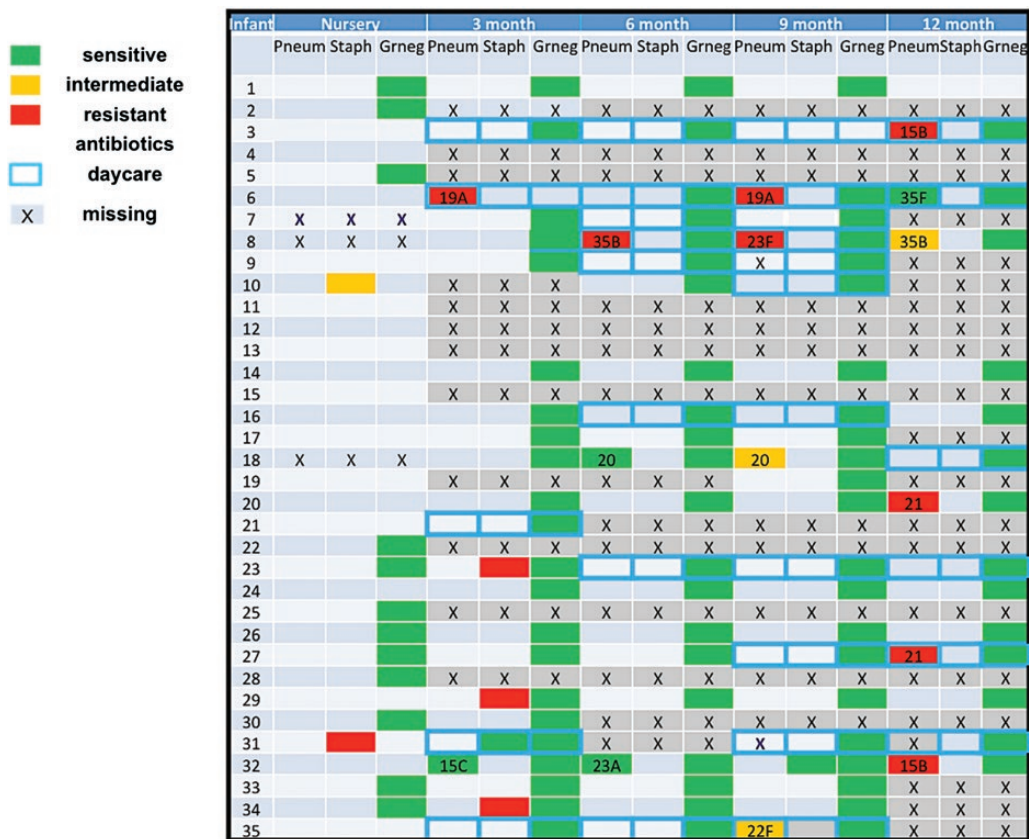 sensitive
intermediate
resistant
antibiotics
daycare
X missing
Infant Nursery 3 month 6 month 9 month 12 month
Pneum Staph Grneg Pneum Staph Grneg Pneum Staph Grneg Pneum Staph Grneg Pneum Staph Grneg
1
2 X X X X X X X X X X X X
3 15B
4 X X X X X X X X X X X X
5 X X X X X X X X X X X X
6 19A 19A 35F
7 X X X X X X
8 X X X 35B 23F 35B
9 X X X X
10 X X X X X X
11 X X X X X X X X X X X X
12 X X X X X X X X X X X X
13 X X X X X X X X X X X X
14
15 X X X X X X X X X X X X
16
17 X X X
18 X X X 20 20
19 X X X X X X X X X
20 21
21 X X X X X X X X X
22 X X X X X X X X X X X X
23
24
25 X X X X X X X X X X X X
26
27 21
28 X X X X X X X X X X X X
29
30 X X X X X X X X X
31 X X X X X
32 15C 23A 15B
33 X X X
34 X X X
35 22F X X X